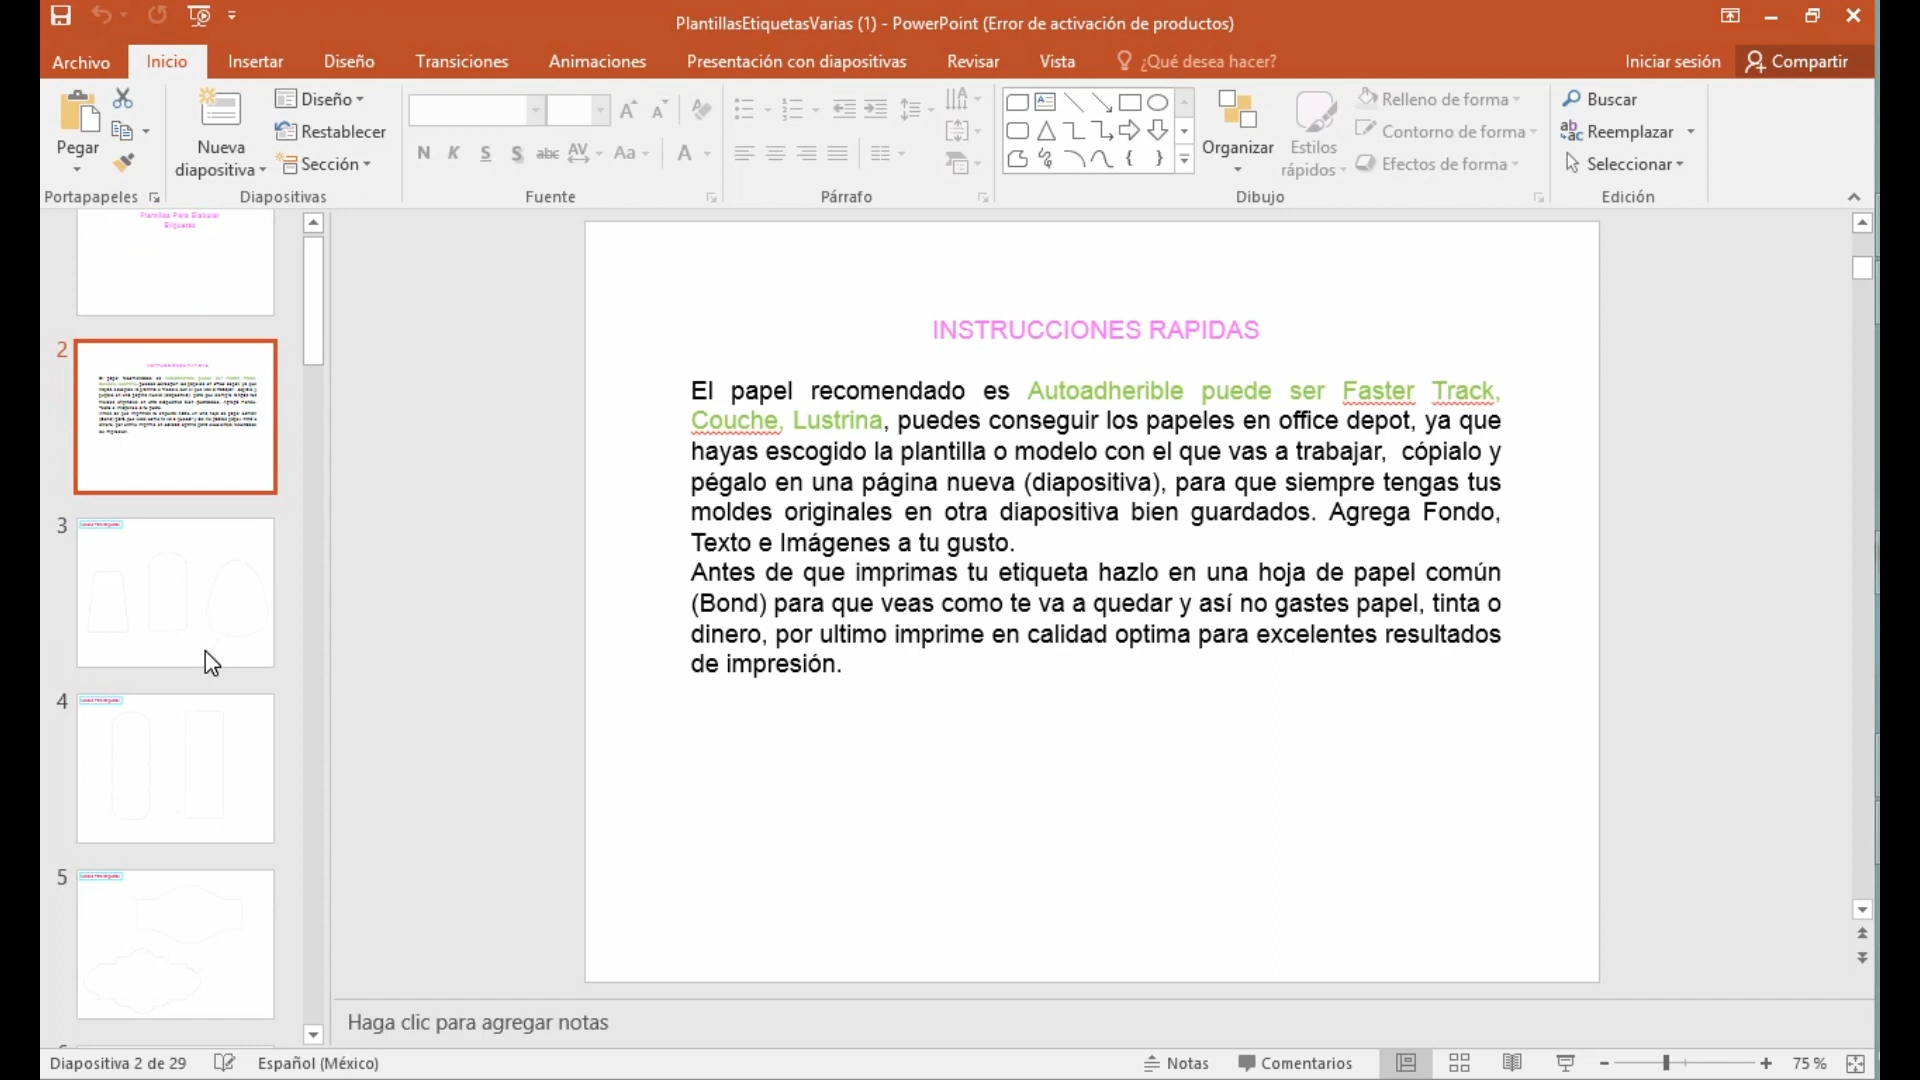 PlantillasEtiquetasVarias (1) - PowerPoint (Error de activación de productos)
Archivo Inicio Insertar Diseño Transiciones Animaciones Presentación con diapositivas Revisar Vista ¿Qué desea hacer? Iniciar sesión Compartir
Pegar
Portapapeles
Nueva
diapositiva
Diseño
Restablecer
Sección
Diapositivas
N K S S abc AV Aa A
Fuente
Párrafo
Organizar
Estilos
rápidos
Relleno de forma
Contorno de forma
Efectos de forma
Dibujo
Buscar
Reemplazar
Seleccionar
Edición
Plantillas Para Elaborar
Etiquetas
2
3
4
5
INSTRUCCIONES RAPIDAS
El papel recomendado es Autoadherible puede ser Faster Track,
Couche, Lustrina, puedes conseguir los papeles en office depot, ya que
hayas escogido la plantilla o modelo con el que vas a trabajar, cópialo y
pégalo en una página nueva (diapositiva), para que siempre tengas tus
moldes originales en otra diapositiva bien guardados. Agrega Fondo,
Texto e Imágenes a tu gusto.
Antes de que imprimas tu etiqueta hazlo en una hoja de papel común
(Bond) para que veas como te va a quedar y así no gastes papel, tinta o
dinero, por ultimo imprime en calidad optima para excelentes resultados
de impresión.
Haga clic para agregar notas
Diapositiva 2 de 29 Español (México) Notas Comentarios 75 %